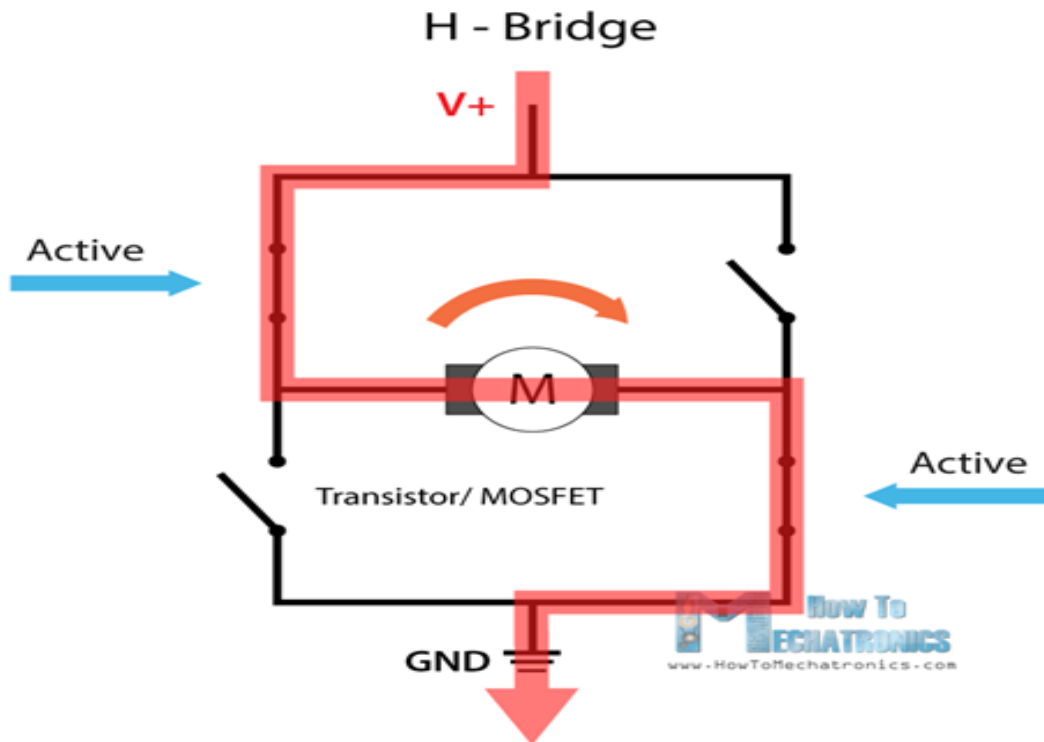 H - Bridge
V+
Active
M
Active
Transistor/ MOSFET
How To
MECHATRONICS
GND
www.HowToMechatronics.com